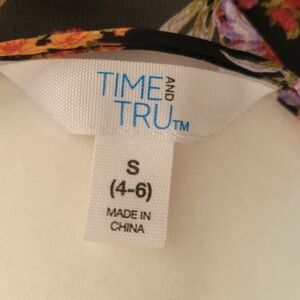 TIME AND
TRU™
S
(4-6)
MADE IN
CHINA